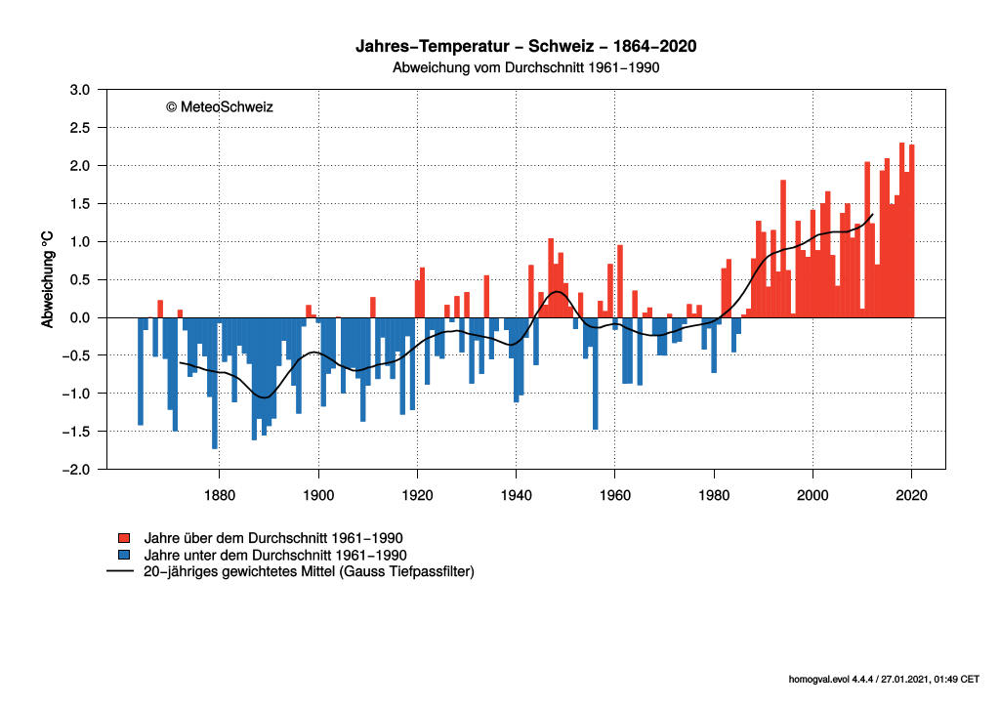 Jahres−Temperatur − Schweiz − 1864−2020
Abweichung vom Durchschnitt 1961−1990
© MeteoSchweiz
Abweichung °C
3.0
2.5
2.0
1.5
1.0
0.5
0.0
−0.5
−1.0
−1.5
−2.0
1880 1900 1920 1940 1960 1980 2000 2020
Jahre über dem Durchschnitt 1961−1990
Jahre unter dem Durchschnitt 1961−1990
20−jähriges gewichtetes Mittel (Gauss Tiefpassfilter)
homogval.evol 4.4.4 / 27.01.2021, 01:49 CET